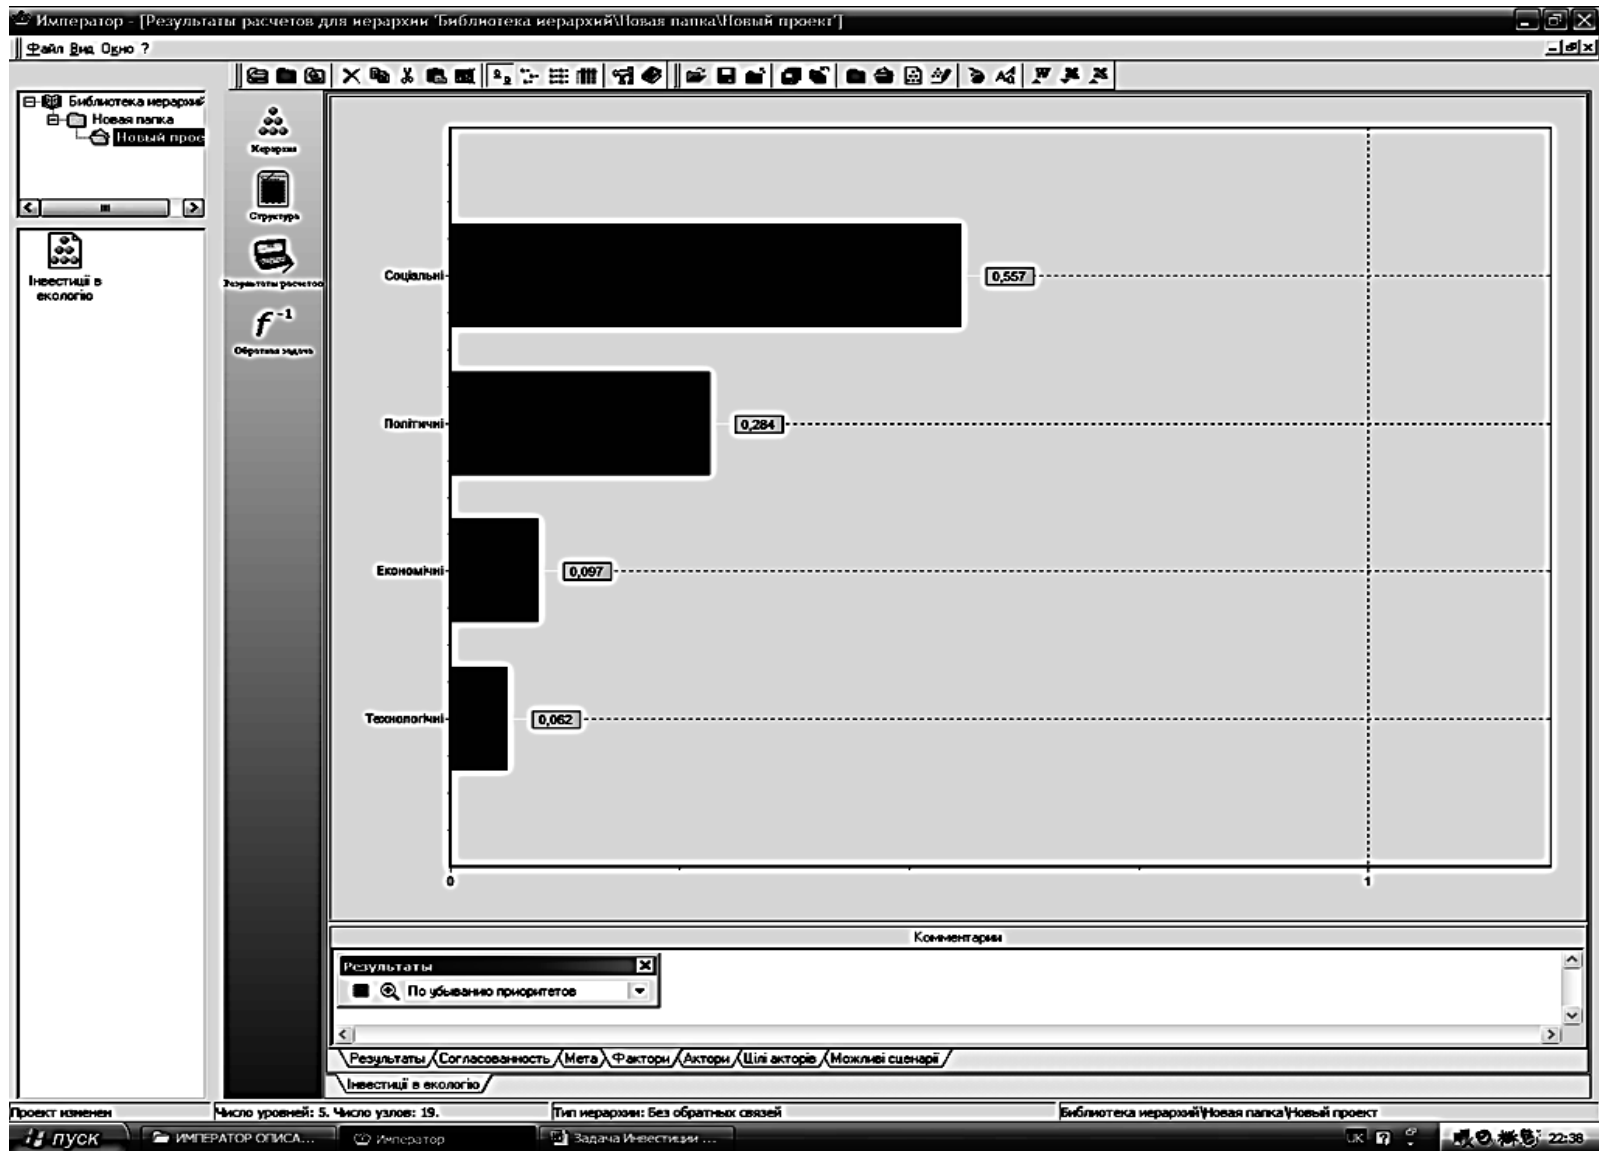 Император - [Результаты расчетов для иерархии 'Библиотека иерархий\Новая папка\Новый проект']
Файл Вид Окно ?
Библиотека иерархий
Новая папка
Новый прое
Иерархия
Структура
Результаты расчетов
f -1
Обратная задача
Інвестиції в
екологію
Соціальні
0,557
Політичні
0,284
Економічні
0,097
Технологічні
0,062
0
1
Комментарии
Результаты
По убыванию приоритетов
Результаты Согласованность Мета Фактори Актори Цілі акторів Можливі сценарії
Інвестиції в екологію
Проект изменен Число уровней: 5. Число узлов: 19. Тип иерархии: Без обратных связей Библиотека иерархий\Новая папка\Новый проект
пуск ИМПЕРАТОР ОПИСА... Император Задача Инвестиции ... UK 22:38